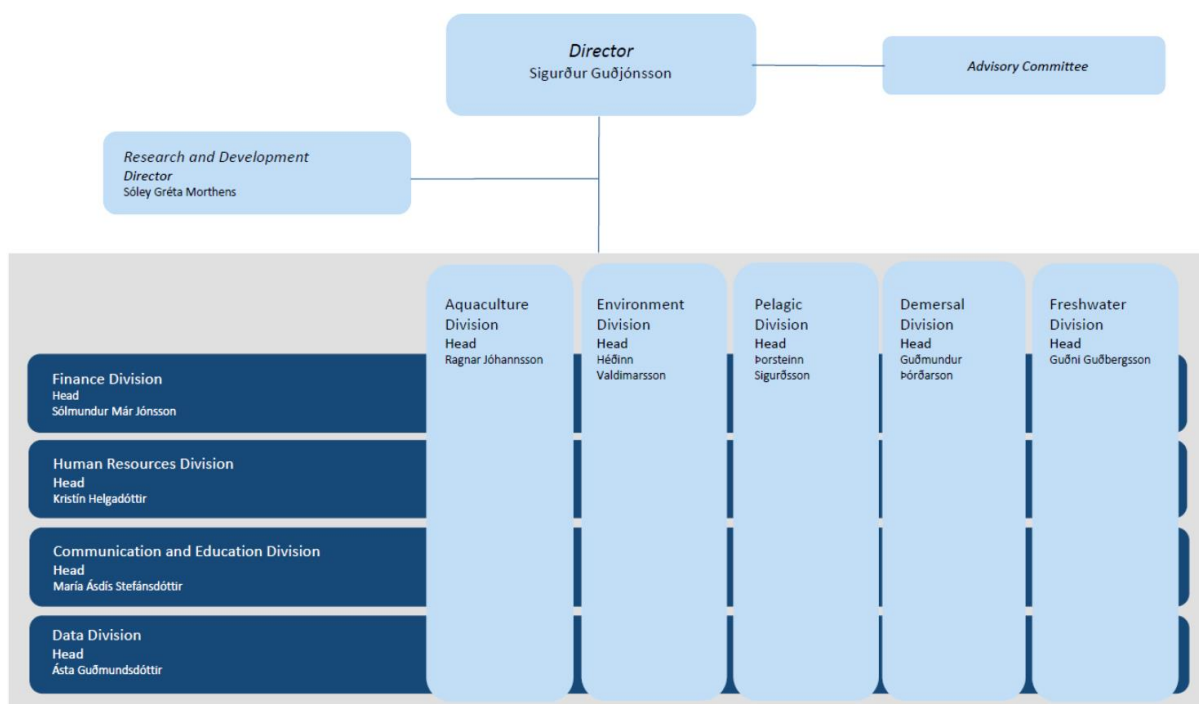 Director
Sigurður Guðjónsson
Advisory Committee
Research and Development
Director
Sóley Gréta Morthens
Aquaculture
Division
Head
Ragnar Jóhannsson
Environment
Division
Head
Héðinn
Valdimarsson
Pelagic
Division
Head
Þorsteinn
Sigurðsson
Demersal
Division
Head
Guðmundur
Þórðarson
Freshwater
Division
Head
Guðni Guðbergsson
Finance Division
Head
Sólmundur Már Jónsson
Human Resources Division
Head
Kristín Helgadóttir
Communication and Education Division
Head
María Ásdís Stefánsdóttir
Data Division
Head
Ásta Guðmundsdóttir